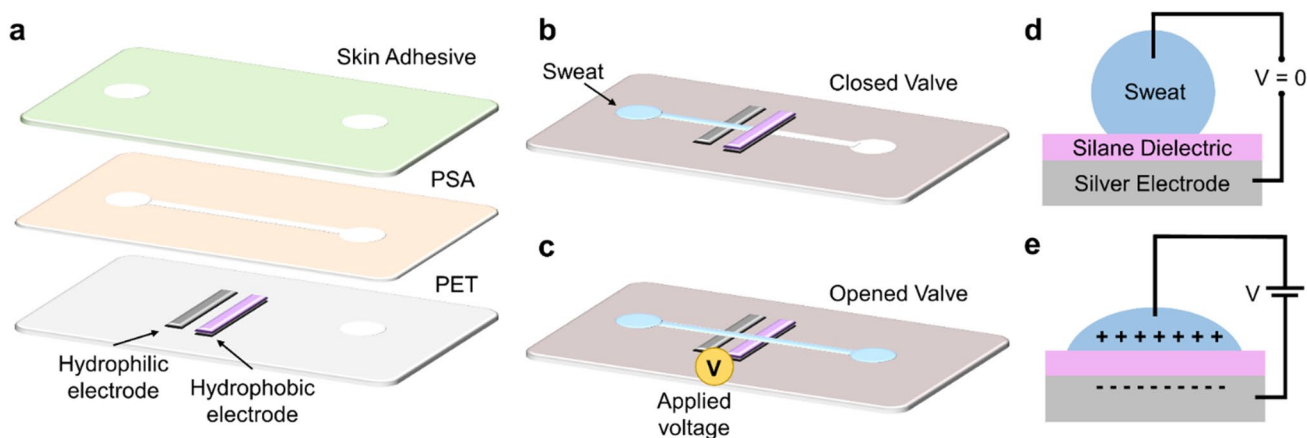 a
Skin Adhesive
PSA
PET
Hydrophilic
electrode
Hydrophobic
electrode
b
Sweat
Closed Valve
c
Opened Valve
V
Applied
voltage
d
Sweat
V = 0
Silane Dielectric
Silver Electrode
e
V
+ + + + + + +
- - - - - - - - - -